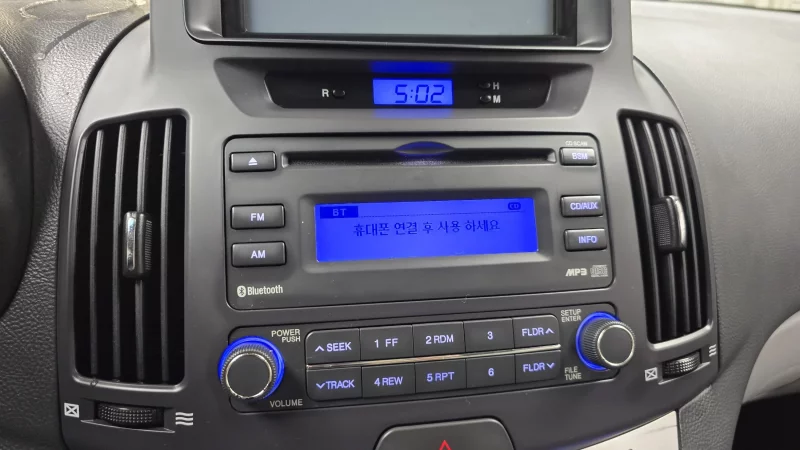 R
5:02
H
M
FM
AM
BT
휴대폰 연결 후 사용 하세요
CD/AUX
INFO
Bluetooth
MP3
POWER
PUSH
VOLUME
SEEK
1 FF
2 RDM
3
FLDR
TRACK
4 REW
5 RPT
6
FLDR
SETUP
ENTER
FILE
TUNE